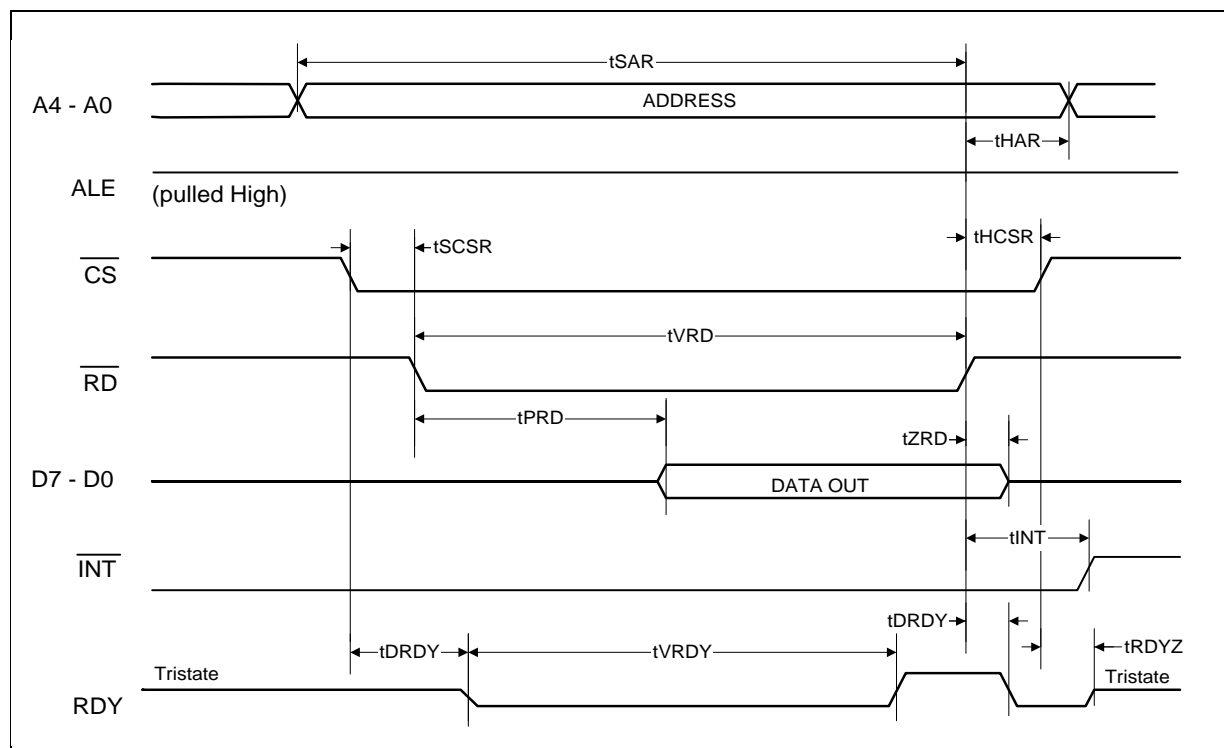 tSAR
A4 - A0
ADDRESS
tHAR
ALE
(pulled High)
tSCSR
tHCSR
CS
tVRD
RD
tPRD
tZRD
D7 - D0
DATA OUT
tINT
INT
tDRDY
tDRDY
tVRDY
tRDYZ
Tristate
Tristate
RDY